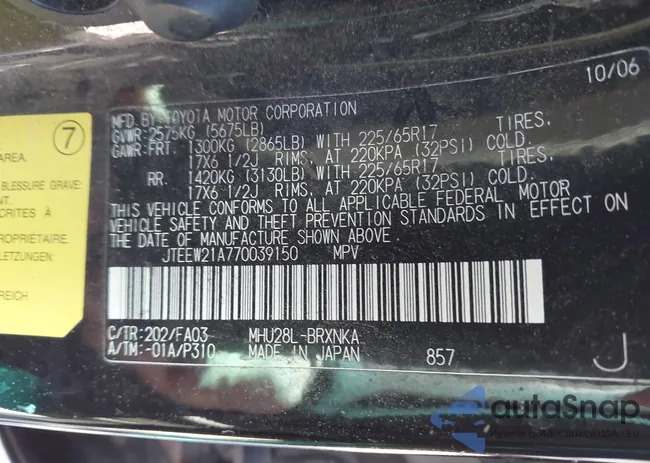 10/06
MFD. BY: TOYOTA MOTOR CORPORATION
GVWR: 2575KG (5675LB)
GAWR: FRT. 1300KG (2865LB) WITH 225/65R17 TIRES,
17X6 1/2J RIMS, AT 220KPA (32PSI) COLD.
RR. 1420KG (3130LB) WITH 225/65R17 TIRES,
17X6 1/2J RIMS, AT 220KPA (32PSI) COLD.
THIS VEHICLE CONFORMS TO ALL APPLICABLE FEDERAL MOTOR
VEHICLE SAFETY AND THEFT PREVENTION STANDARDS IN EFFECT ON
THE DATE OF MANUFACTURE SHOWN ABOVE
JTEEW21A770039150 MPV
C/TR: 202/FA03 MHU28L-BRXNKA
A/TM: -01A/P310 MADE IN JAPAN 857 J
7
AREA.
BLESSURE GRAVE
NT.
CRITES À
PROPRIÉTAIRE
LETZUNGEN.
REICH
autaSnap